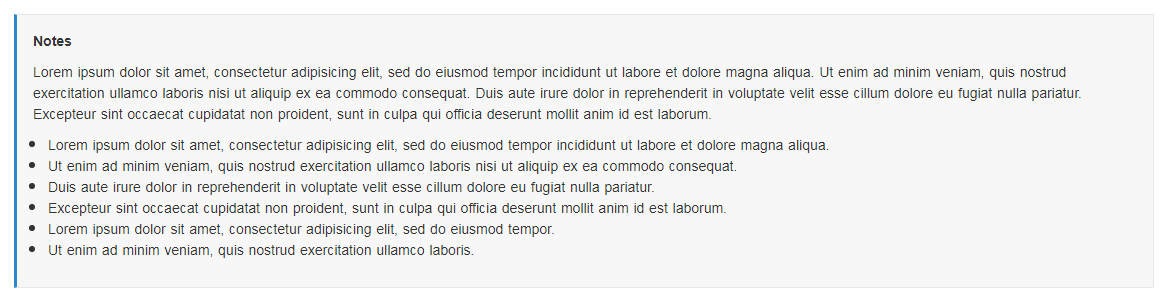 Notes
Lorem ipsum dolor sit amet, consectetur adipisicing elit, sed do eiusmod tempor incididunt ut labore et dolore magna aliqua. Ut enim ad minim veniam, quis nostrud
exercitation ullamco laboris nisi ut aliquip ex ea commodo consequat. Duis aute irure dolor in reprehenderit in voluptate velit esse cillum dolore eu fugiat nulla pariatur.
Excepteur sint occaecat cupidatat non proident, sunt in culpa qui officia deserunt mollit anim id est laborum.
• Lorem ipsum dolor sit amet, consectetur adipisicing elit, sed do eiusmod tempor incididunt ut labore et dolore magna aliqua.
• Ut enim ad minim veniam, quis nostrud exercitation ullamco laboris nisi ut aliquip ex ea commodo consequat.
• Duis aute irure dolor in reprehenderit in voluptate velit esse cillum dolore eu fugiat nulla pariatur.
• Excepteur sint occaecat cupidatat non proident, sunt in culpa qui officia deserunt mollit anim id est laborum.
• Lorem ipsum dolor sit amet, consectetur adipisicing elit, sed do eiusmod tempor.
• Ut enim ad minim veniam, quis nostrud exercitation ullamco laboris.